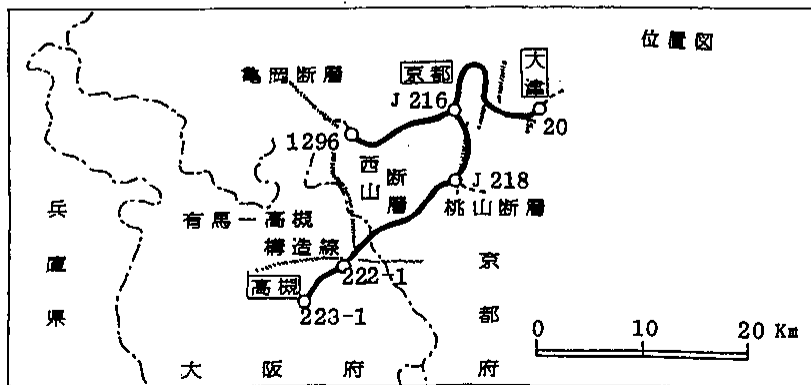 位置図
亀岡断層
京都
大津
J 216
F 20
1296
西山断層
J 218
桃山断層
有馬－高槻
構造線
222-1
高槻
223-1
兵庫県
京都府
大阪府
0 10 20 Km